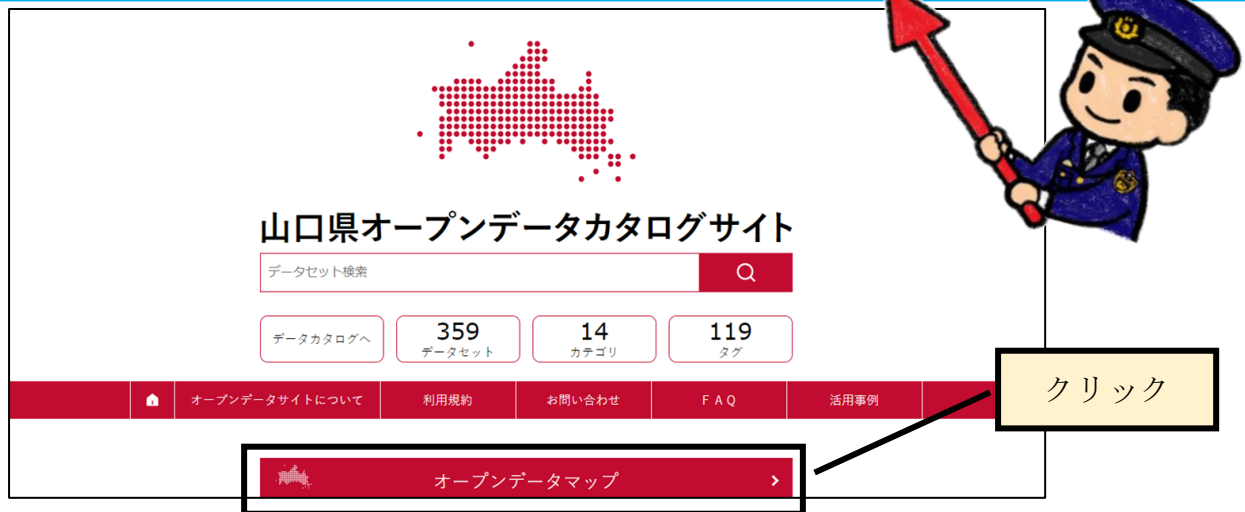 山口県オープンデータカタログサイト
データセット検索
データカタログへ
359
データセット
14
カテゴリ
119
タグ
オープンデータサイトについて
利用規約
お問い合わせ
FAQ
活用事例
クリック
オープンデータマップ